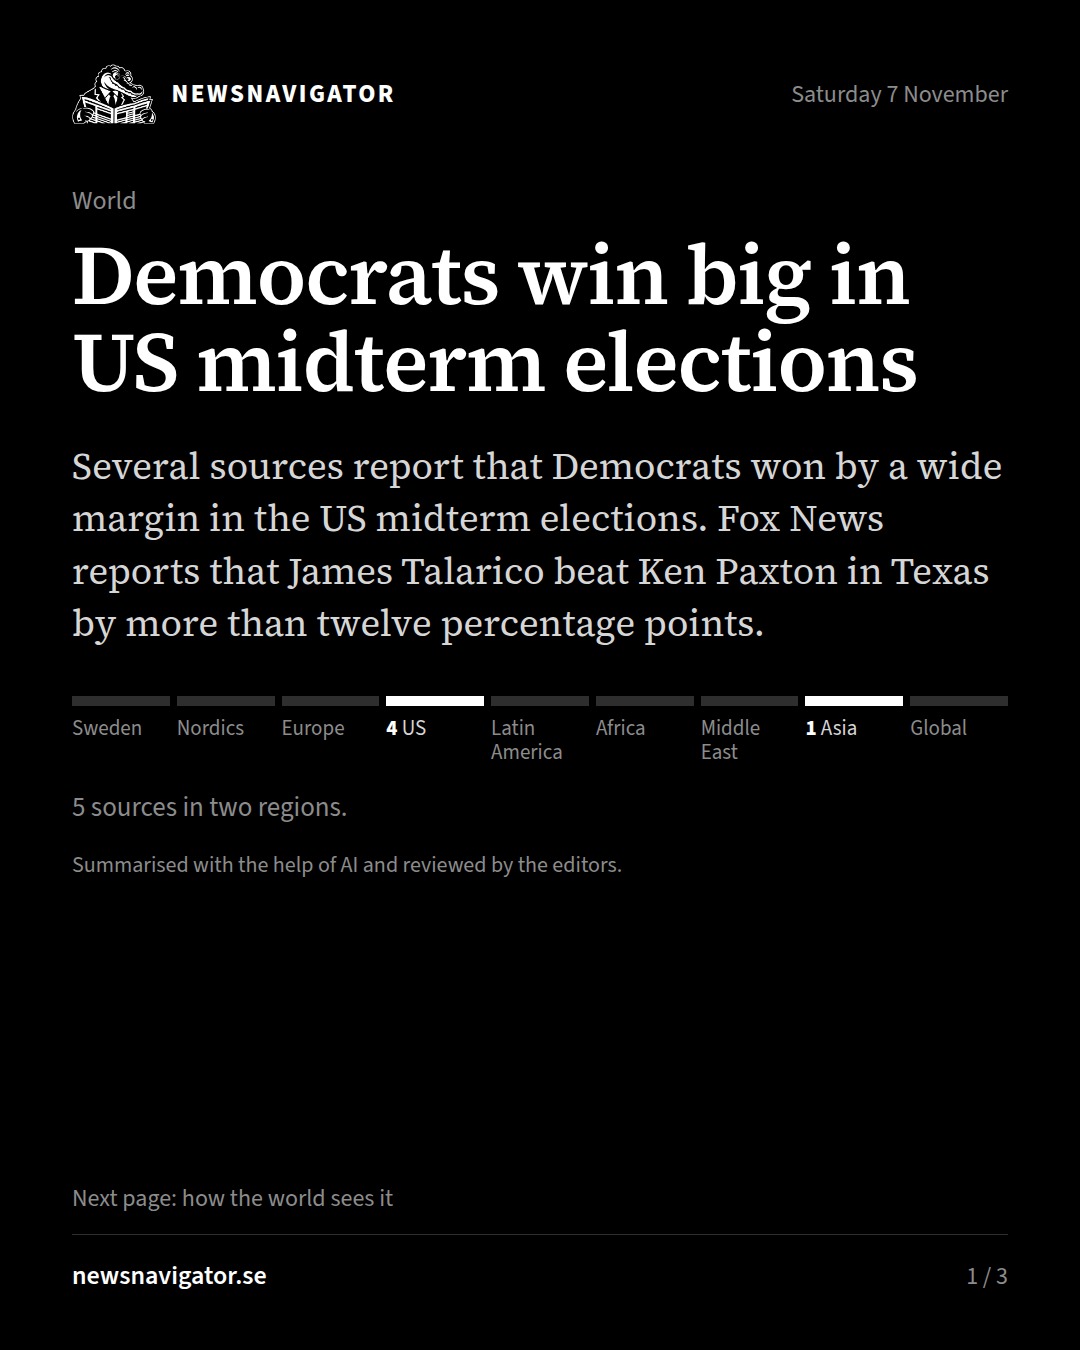 NEWSNAVIGATOR
Saturday 7 November
World
Democrats win big in
US midterm elections
Several sources report that Democrats won by a wide
margin in the US midterm elections. Fox News
reports that James Talarico beat Ken Paxton in Texas
by more than twelve percentage points.
Sweden
Nordics
Europe
4 US
Latin
America
Africa
Middle
East
1 Asia
Global
5 sources in two regions.
Summarised with the help of AI and reviewed by the editors.
Next page: how the world sees it
newsnavigator.se
1 / 3